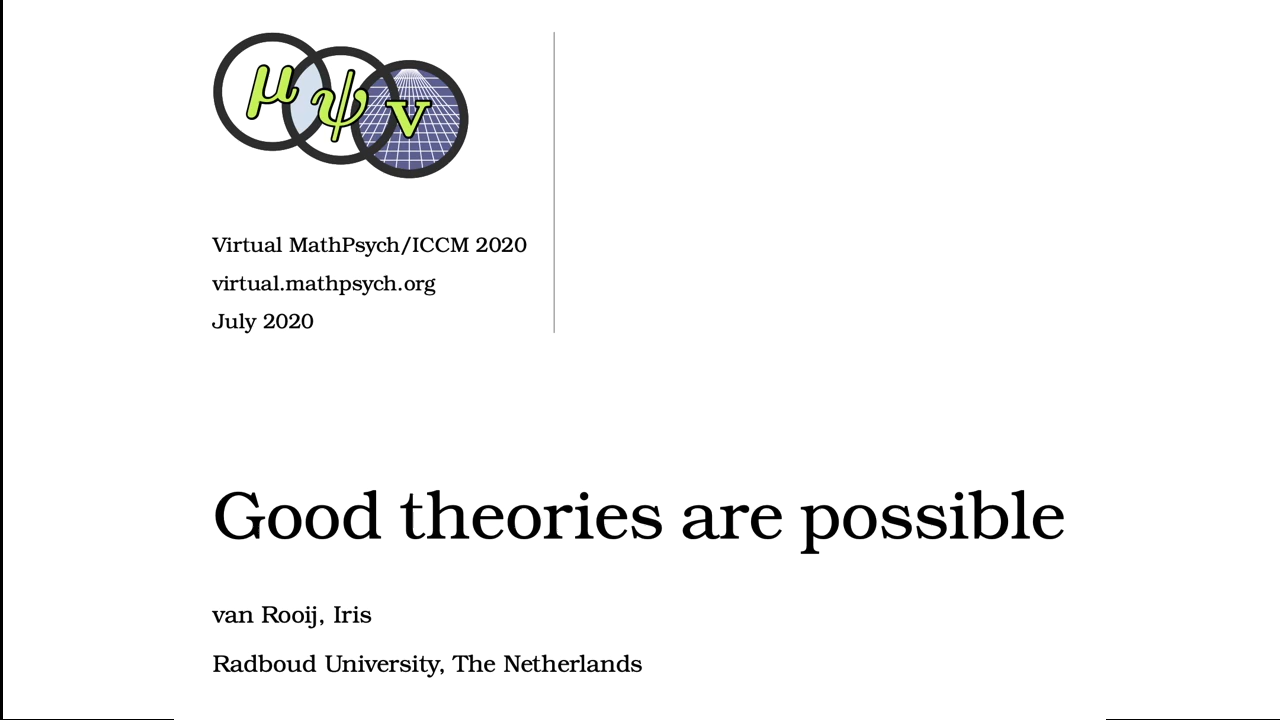 μ ψ v
Virtual MathPsych/ICCM 2020
virtual.mathpsych.org
July 2020
Good theories are possible
van Rooij, Iris
Radboud University, The Netherlands